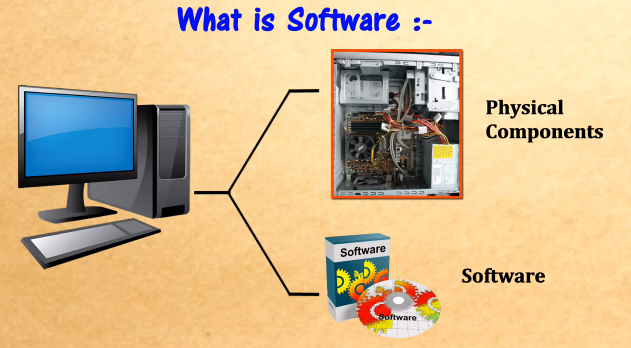 What is Software :-
Physical
Components
Software
Software
Software